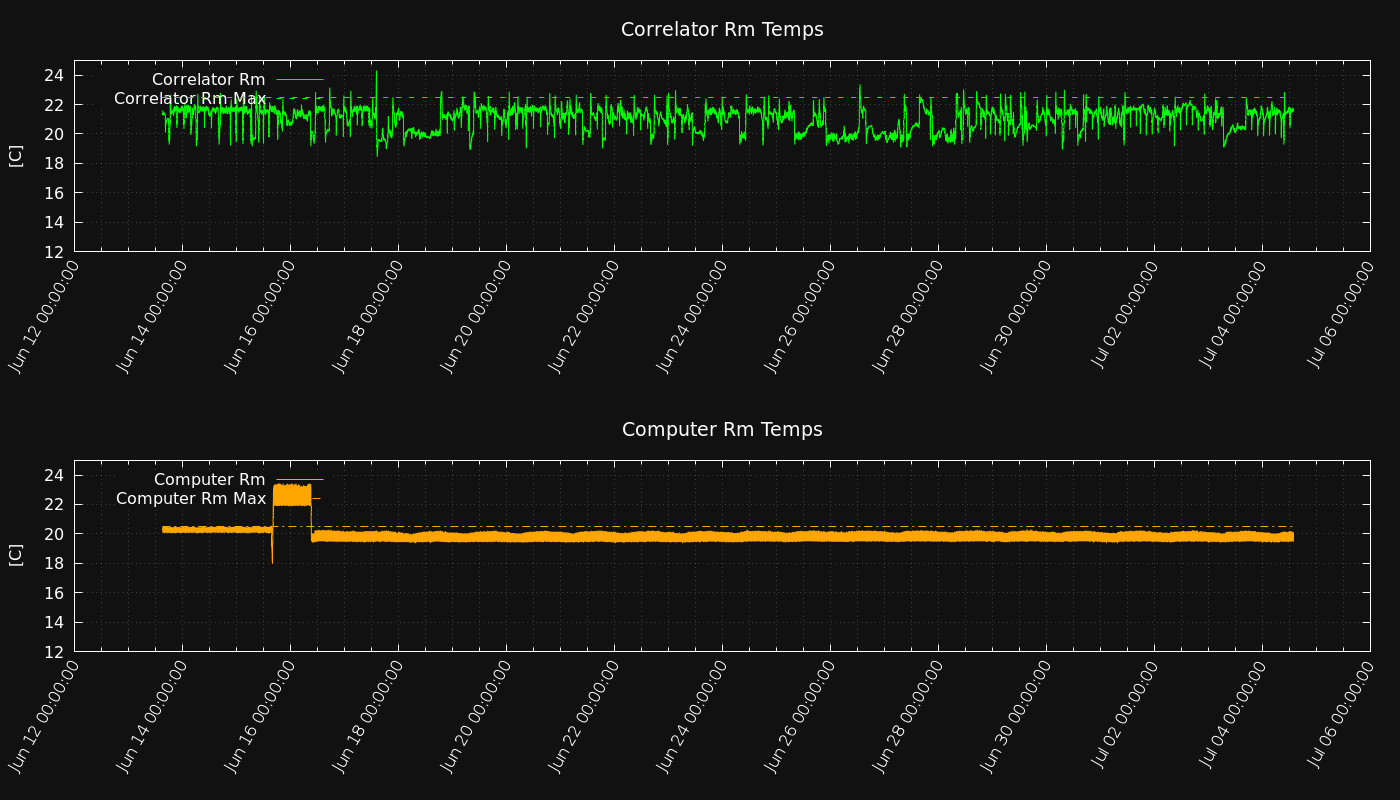 Correlator Rm Temps
Correlator Rm
Correlator Rm Max
[C]
24
22
20
18
16
14
12
Jun 12 00:00:00
Jun 14 00:00:00
Jun 16 00:00:00
Jun 18 00:00:00
Jun 20 00:00:00
Jun 22 00:00:00
Jun 24 00:00:00
Jun 26 00:00:00
Jun 28 00:00:00
Jun 30 00:00:00
Jul 02 00:00:00
Jul 04 00:00:00
Jul 06 00:00:00
Computer Rm Temps
Computer Rm
Computer Rm Max
[C]
24
22
20
18
16
14
12
Jun 12 00:00:00
Jun 14 00:00:00
Jun 16 00:00:00
Jun 18 00:00:00
Jun 20 00:00:00
Jun 22 00:00:00
Jun 24 00:00:00
Jun 26 00:00:00
Jun 28 00:00:00
Jun 30 00:00:00
Jul 02 00:00:00
Jul 04 00:00:00
Jul 06 00:00:00